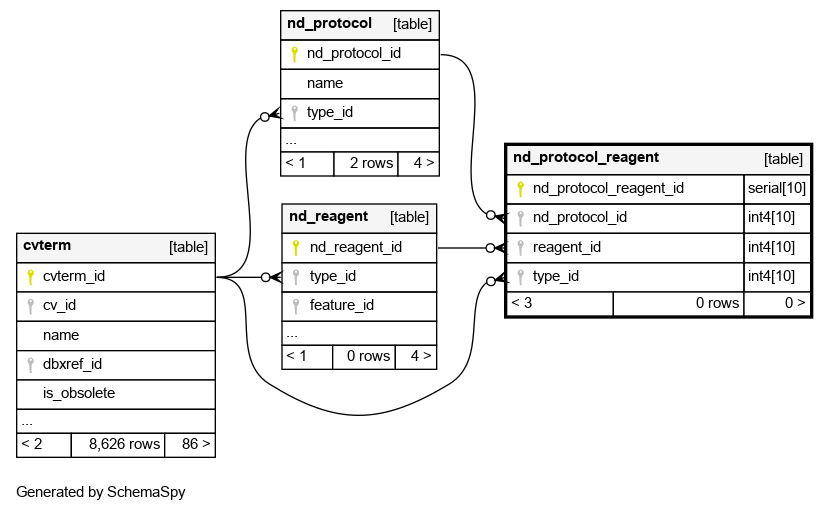 nd_protocol [table]
nd_protocol_id
name
type_id
...
< 1 2 rows 4 >
nd_protocol_reagent [table]
nd_protocol_reagent_id serial[10]
nd_protocol_id int4[10]
reagent_id int4[10]
type_id int4[10]
< 3 0 rows 0 >
nd_reagent [table]
nd_reagent_id
type_id
feature_id
...
< 1 0 rows 4 >
cvterm [table]
cvterm_id
cv_id
name
dbxref_id
is_obsolete
...
< 2 8,626 rows 86 >
Generated by SchemaSpy